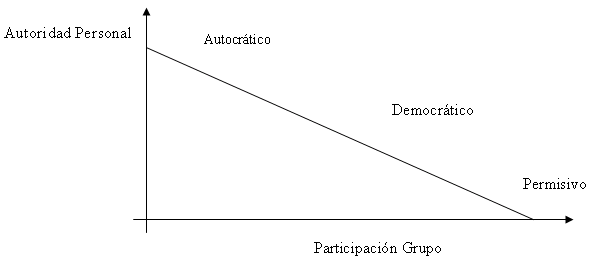 Autoridad Personal
Autocrático
Democrático
Permisivo
Participación Grupo